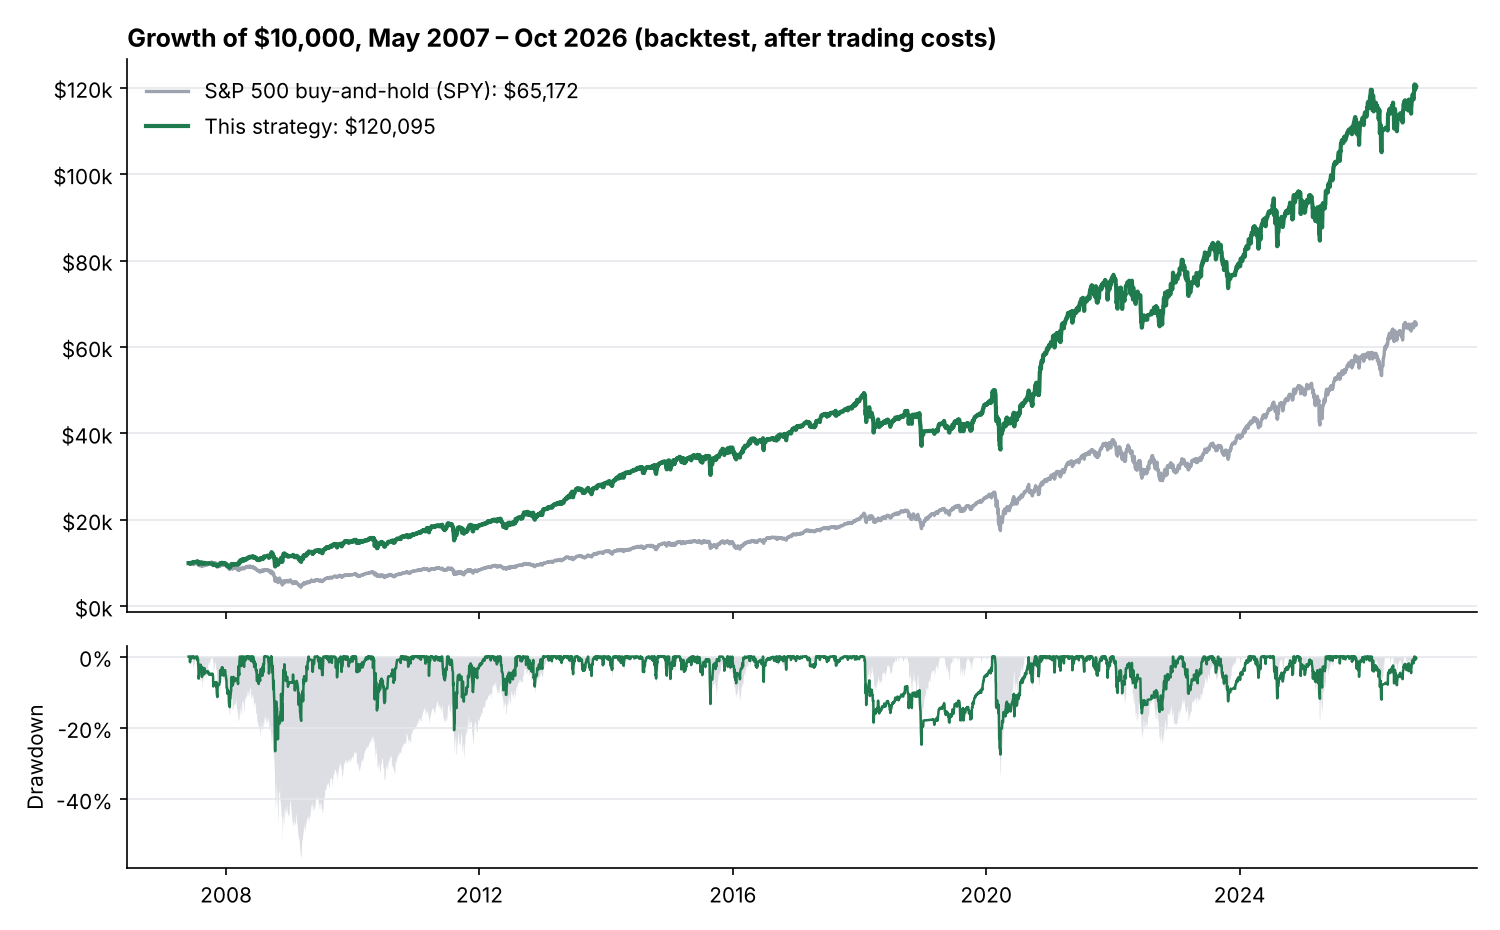 Growth of $10,000, May 2007 – Oct 2026 (backtest, after trading costs)
S&P 500 buy-and-hold (SPY): $65,172
This strategy: $120,095
$120k
$100k
$80k
$60k
$40k
$20k
$0k
0%
-20%
-40%
Drawdown
2008
2012
2016
2020
2024